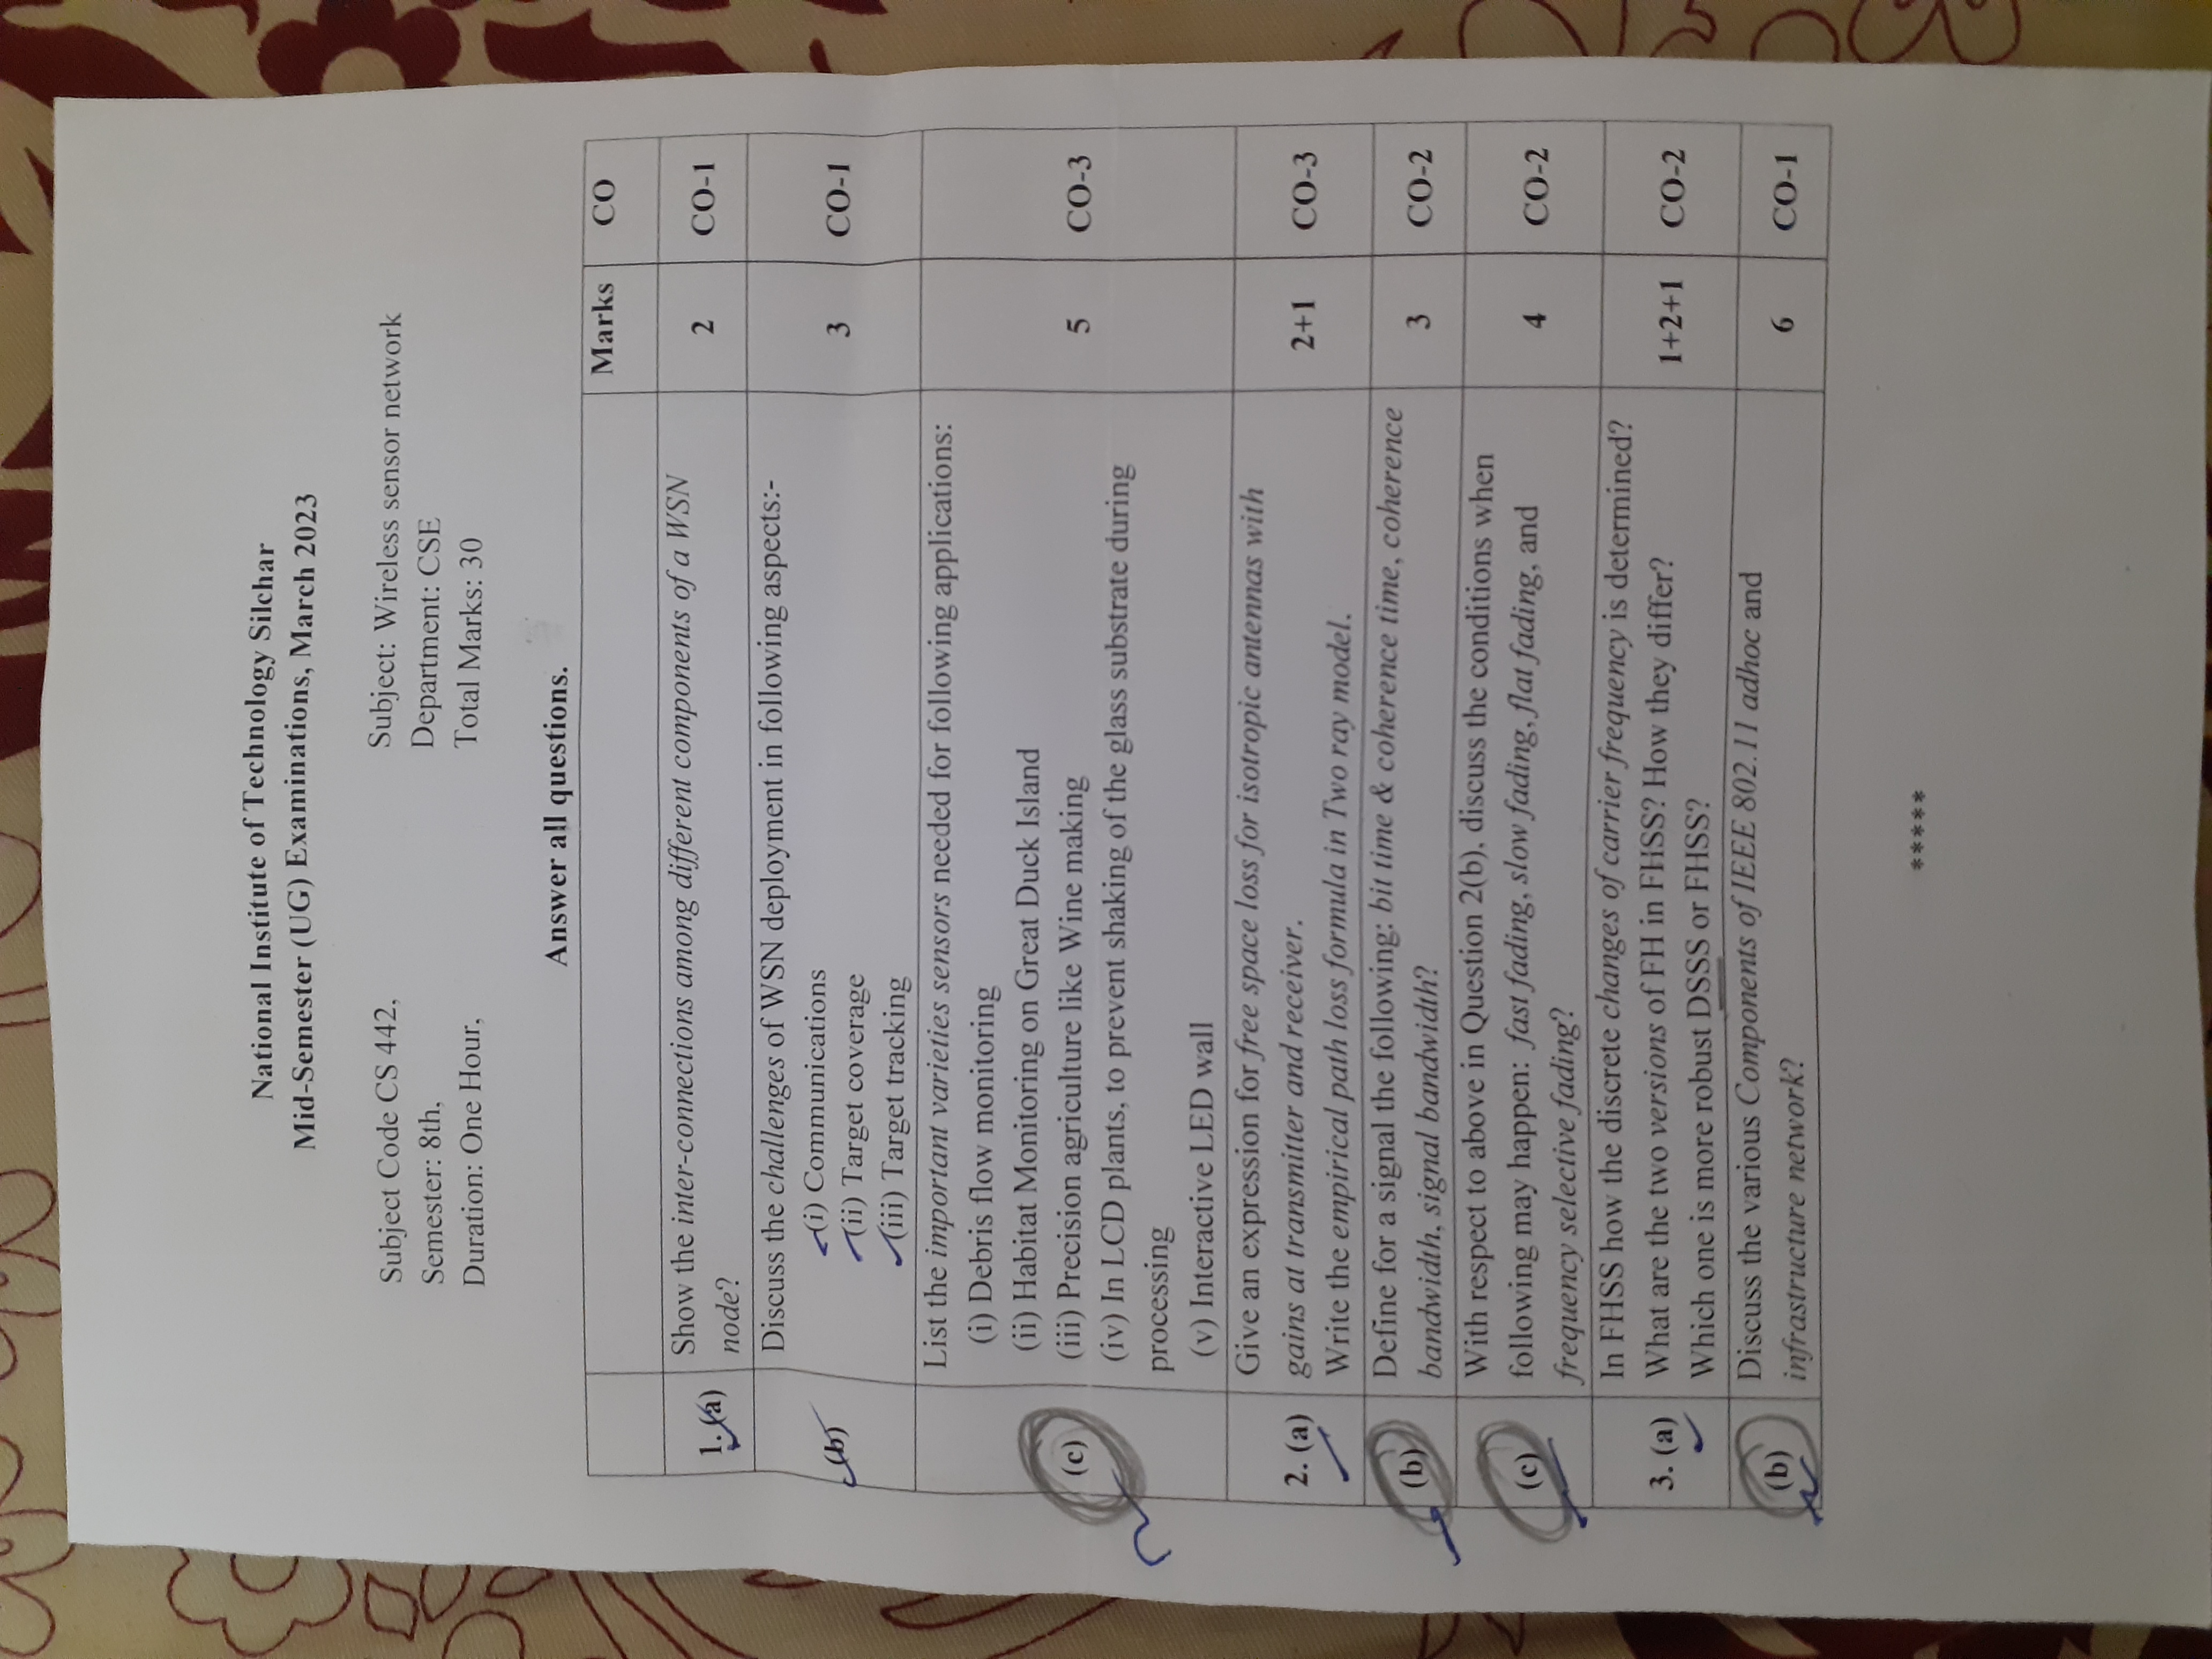 National Institute of Technology Silchar
Mid-Semester (UG) Examinations, March 2023
Subject Code CS 442,
Semester: 8th,
Duration: One Hour,
Subject: Wireless sensor network
Department: CSE
Total Marks: 30
Answer all questions.
Marks CO
1. (a) Show the inter-connections among different components of a WSN
node? 2 CO-1
(b) Discuss the challenges of WSN deployment in following aspects:-
(i) Communications
(ii) Target coverage
(iii) Target tracking
3 CO-1
(c) List the important varieties sensors needed for following applications:
(i) Debris flow monitoring
(ii) Habitat Monitoring on Great Duck Island
(iii) Precision agriculture like Wine making
(iv) In LCD plants, to prevent shaking of the glass substrate during
processing
(v) Interactive LED wall
5 CO-3
2. (a) Give an expression for free space loss for isotropic antennas with
gains at transmitter and receiver.
Write the empirical path loss formula in Two ray model.
2+1 CO-3
(b) Define for a signal the following: bit time & coherence time, coherence
bandwidth, signal bandwidth?
3 CO-2
(c) With respect to above in Question 2(b), discuss the conditions when
following may happen: fast fading, slow fading, flat fading, and
frequency selective fading?
4 CO-2
3. (a) In FHSS how the discrete changes of carrier frequency is determined?
What are the two versions of FH in FHSS? How they differ?
Which one is more robust DSSS or FHSS?
1+2+1 CO-2
(b) Discuss the various Components of IEEE 802.11 adhoc and
infrastructure network?
6 CO-1
*****